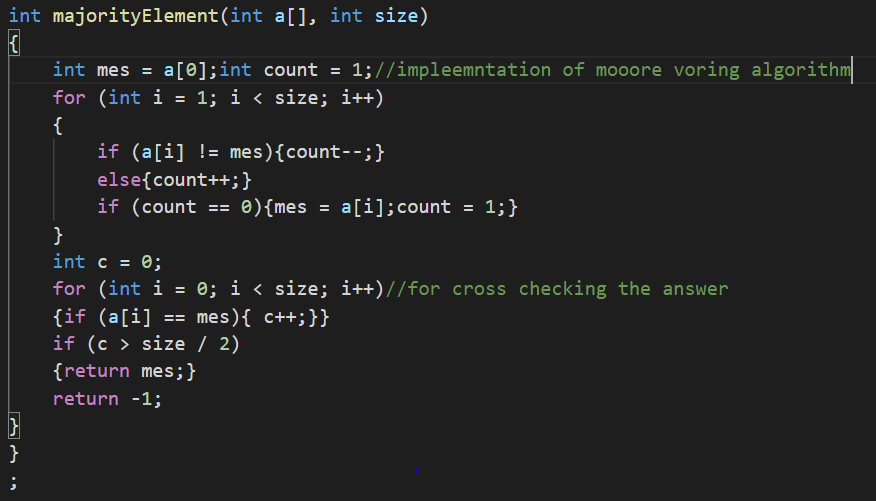 int majorityElement(int a[], int size)
{
    int mes = a[0];int count = 1;//impleemntation of mooore voring algorithm
    for (int i = 1; i < size; i++)
    {
        if (a[i] != mes){count--;}
        else{count++;}
        if (count == 0){mes = a[i];count = 1;}
    }
    int c = 0;
    for (int i = 0; i < size; i++)//for cross checking the answer
    {if (a[i] == mes){ c++;}}
    if (c > size / 2)
    {return mes;}
    return -1;
}
}
;